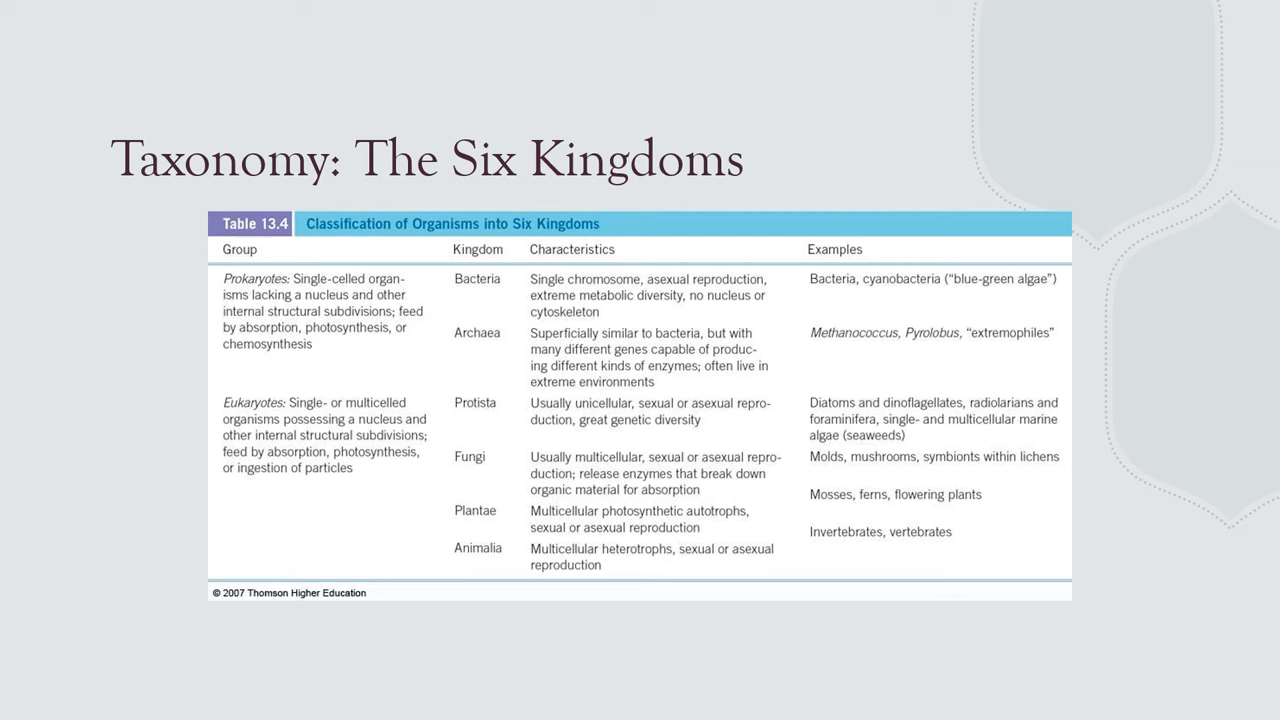 Taxonomy: The Six Kingdoms
Table 13.4 Classification of Organisms into Six Kingdoms
Group Kingdom Characteristics Examples
Prokaryotes: Single-celled organ-
isms lacking a nucleus and other
internal structural subdivisions; feed
by absorption, photosynthesis, or
chemosynthesis
Bacteria
Single chromosome, asexual reproduction,
extreme metabolic diversity, no nucleus or
cytoskeleton
Bacteria, cyanobacteria (“blue-green algae”)
Archaea
Superficially similar to bacteria, but with
many different genes capable of produc-
ing different kinds of enzymes; often live in
extreme environments
Methanococcus, Pyrolobus, “extremophiles”
Eukaryotes: Single- or multicelled
organisms possessing a nucleus and
other internal structural subdivisions;
feed by absorption, photosynthesis,
or ingestion of particles
Protista
Usually unicellular, sexual or asexual repro-
duction, great genetic diversity
Diatoms and dinoflagellates, radiolarians and
foraminifera, single- and multicellular marine
algae (seaweeds)
Fungi
Usually multicellular, sexual or asexual repro-
duction; release enzymes that break down
organic material for absorption
Molds, mushrooms, symbionts within lichens
Plantae
Multicellular photosynthetic autotrophs,
sexual or asexual reproduction
Mosses, ferns, flowering plants
Animalia
Multicellular heterotrophs, sexual or asexual
reproduction
Invertebrates, vertebrates
© 2007 Thomson Higher Education